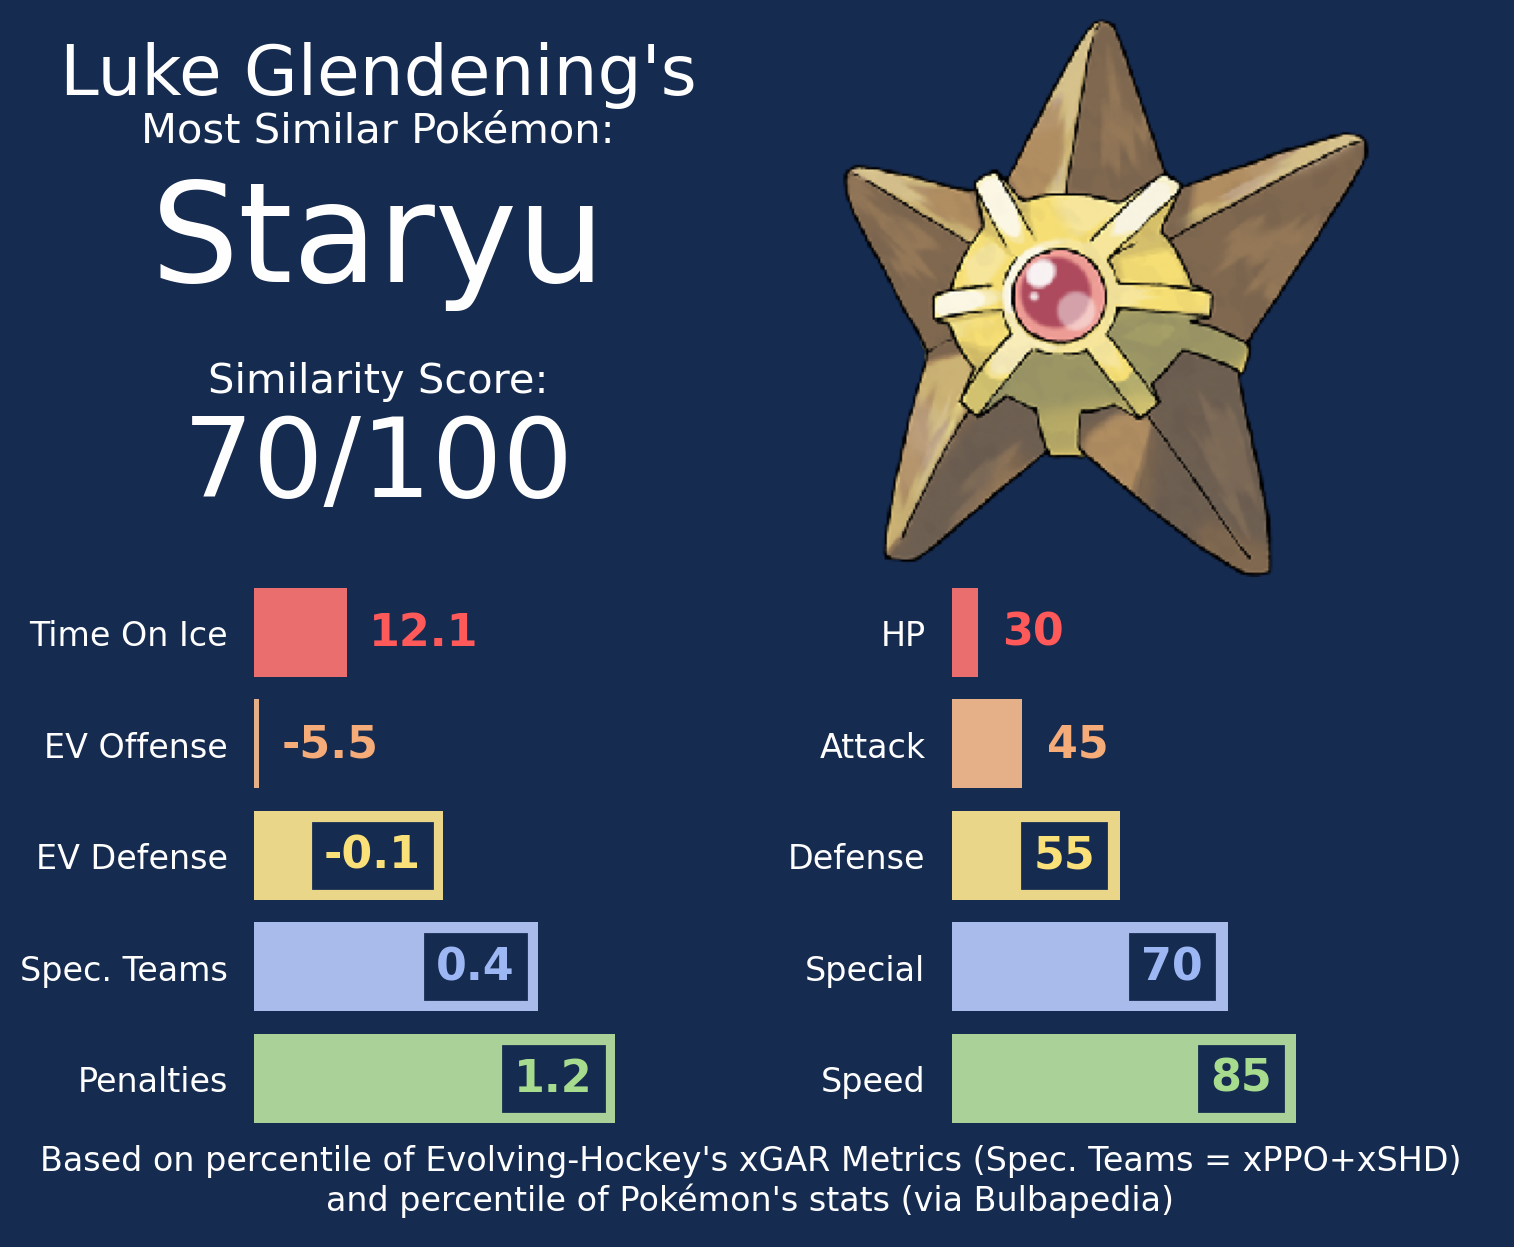 Luke Glendening's
Most Similar Pokémon:
Staryu
Similarity Score:
70/100
Time On Ice 12.1
EV Offense -5.5
EV Defense -0.1
Spec. Teams 0.4
Penalties 1.2
HP 30
Attack 45
Defense 55
Special 70
Speed 85
Based on percentile of Evolving-Hockey's xGAR Metrics (Spec. Teams = xPPO+xSHD)
and percentile of Pokémon's stats (via Bulbapedia)